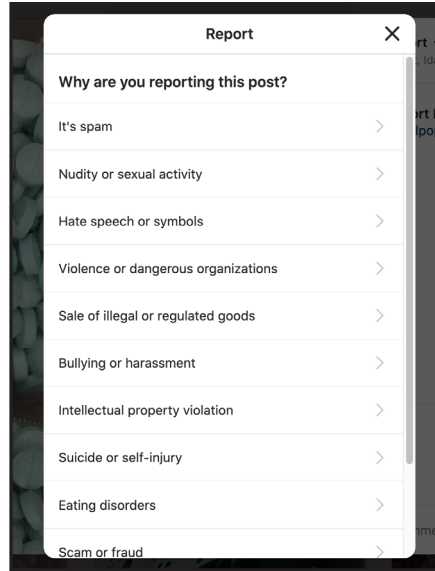 Report
Why are you reporting this post?
It's spam
Nudity or sexual activity
Hate speech or symbols
Violence or dangerous organizations
Sale of illegal or regulated goods
Bullying or harassment
Intellectual property violation
Suicide or self-injury
Eating disorders
Scam or fraud